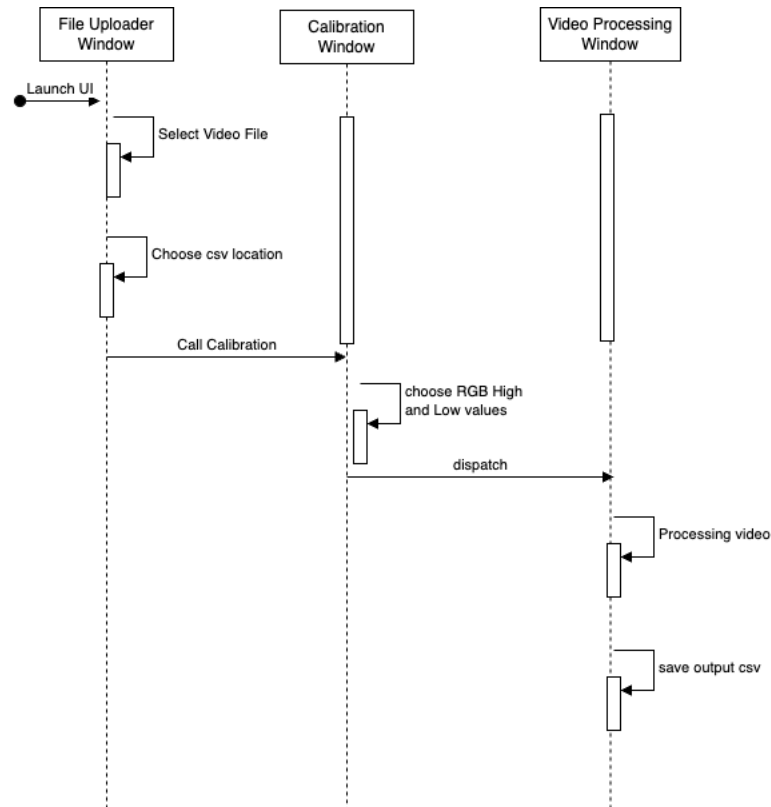 File Uploader
Window
Calibration
Window
Video Processing
Window
Launch UI
Select Video File
Choose csv location
Call Calibration
choose RGB High
and Low values
dispatch
Processing video
save output csv